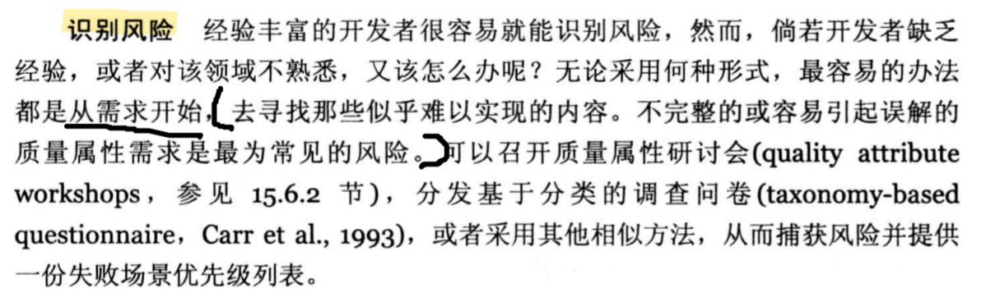 识别风险 经验丰富的开发者很容易就能识别风险，然而，倘若开发者缺乏
经验，或者对该领域不熟悉，又该怎么办呢？无论采用何种形式，最容易的办法
都是从需求开始，去寻找那些似乎难以实现的内容。不完整的或容易引起误解的
质量属性需求是最为常见的风险。可以召开质量属性研讨会(quality attribute
workshops，参见 15.6.2 节)，分发基于分类的调查问卷(taxonomy-based
questionnaire，Carr et al., 1993)，或者采用其他相似方法，从而捕获风险并提供
一份失败场景优先级列表。